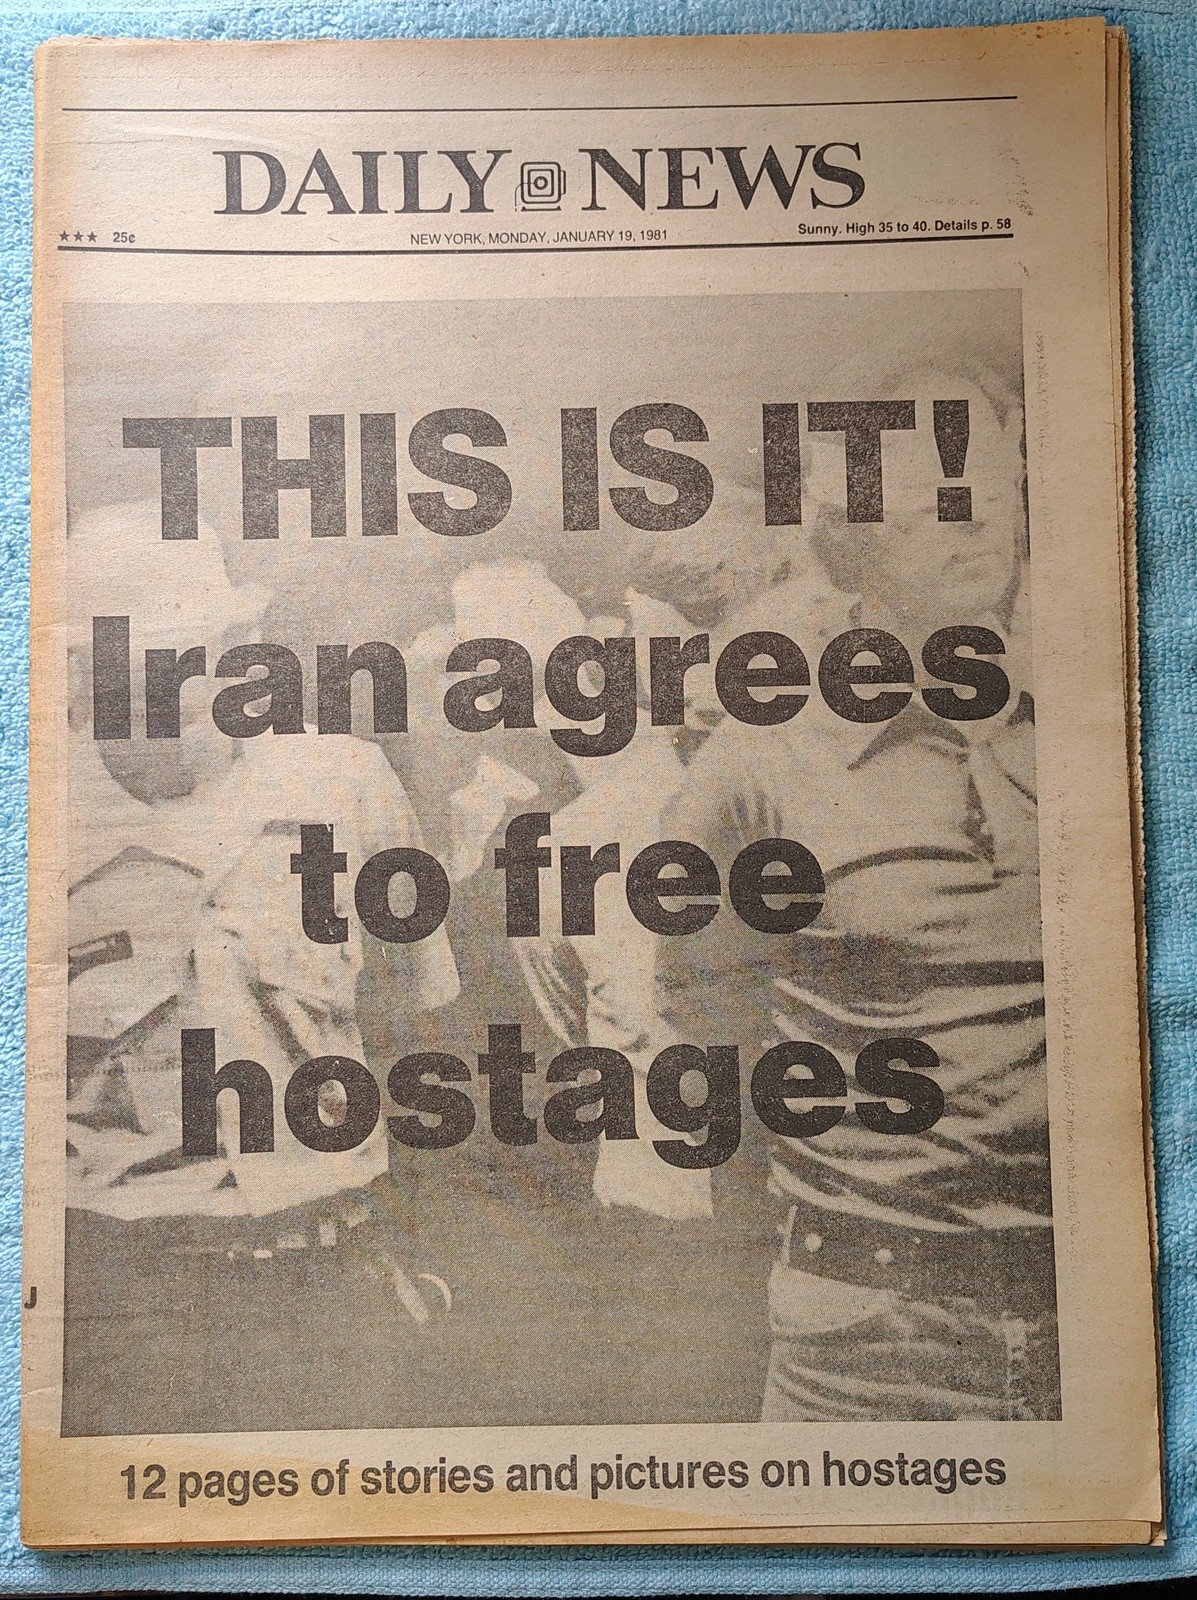 DAILY NEWS
★★★ 25¢ NEW YORK, MONDAY, JANUARY 19, 1981 Sunny. High 35 to 40. Details p. 58
THIS IS IT!
Iran agrees
to free
hostages
J
12 pages of stories and pictures on hostages